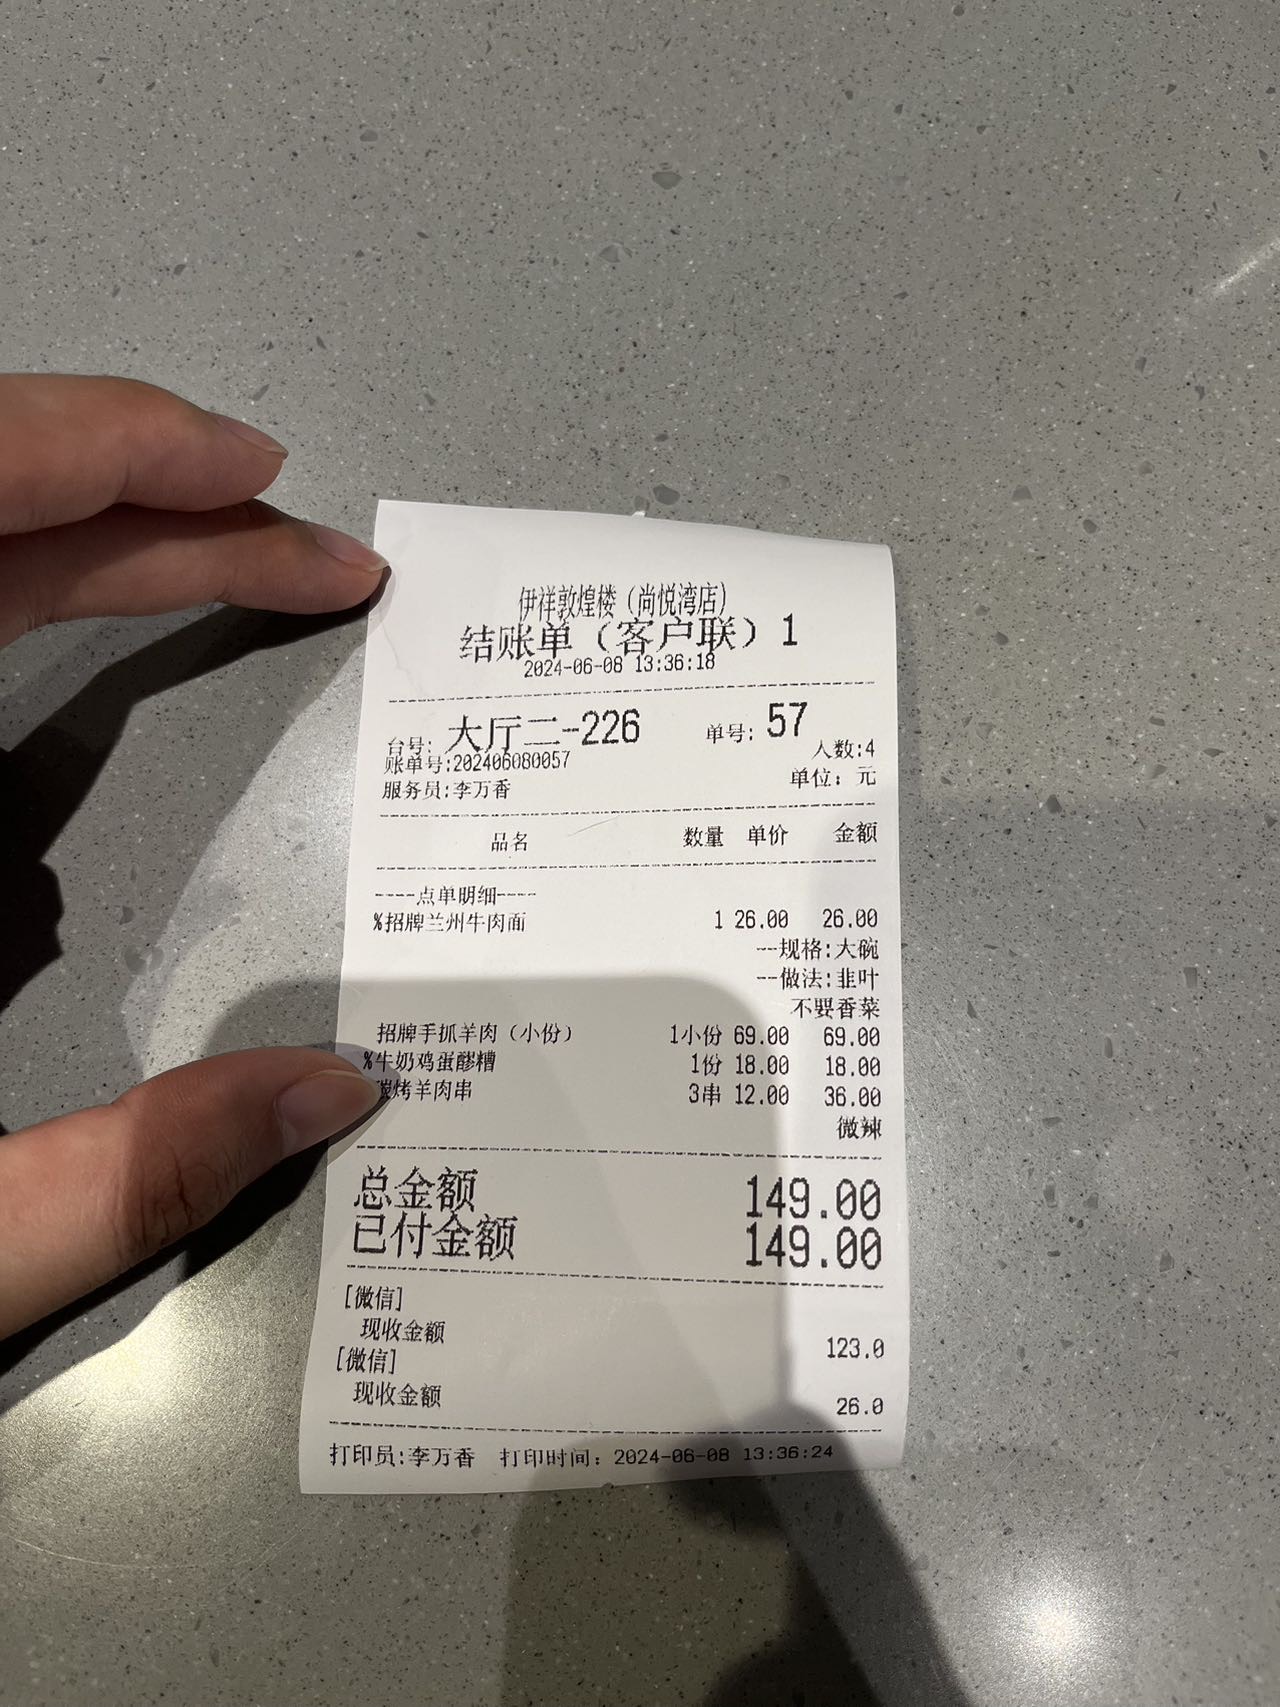 伊祥敦煌楼（尚悦湾店）
结账单（客户联）1
2024-06-08 13:36:18
台号: 大厅二-226 单号: 57
人数:4
账单号:202406080057
服务员:李万香 单位: 元
品名 数量 单价 金额
----点单明细----
%招牌兰州牛肉面 1 26.00 26.00
---规格:大碗
---做法:韭叶
不要香菜
招牌手抓羊肉（小份） 1小份 69.00 69.00
%牛奶鸡蛋醪糟 1份 18.00 18.00
烤羊肉串 3串 12.00 36.00
微辣
总金额 149.00
已付金额 149.00
[微信]
现收金额 123.0
[微信]
现收金额 26.0
打印员:李万香 打印时间: 2024-06-08 13:36:24